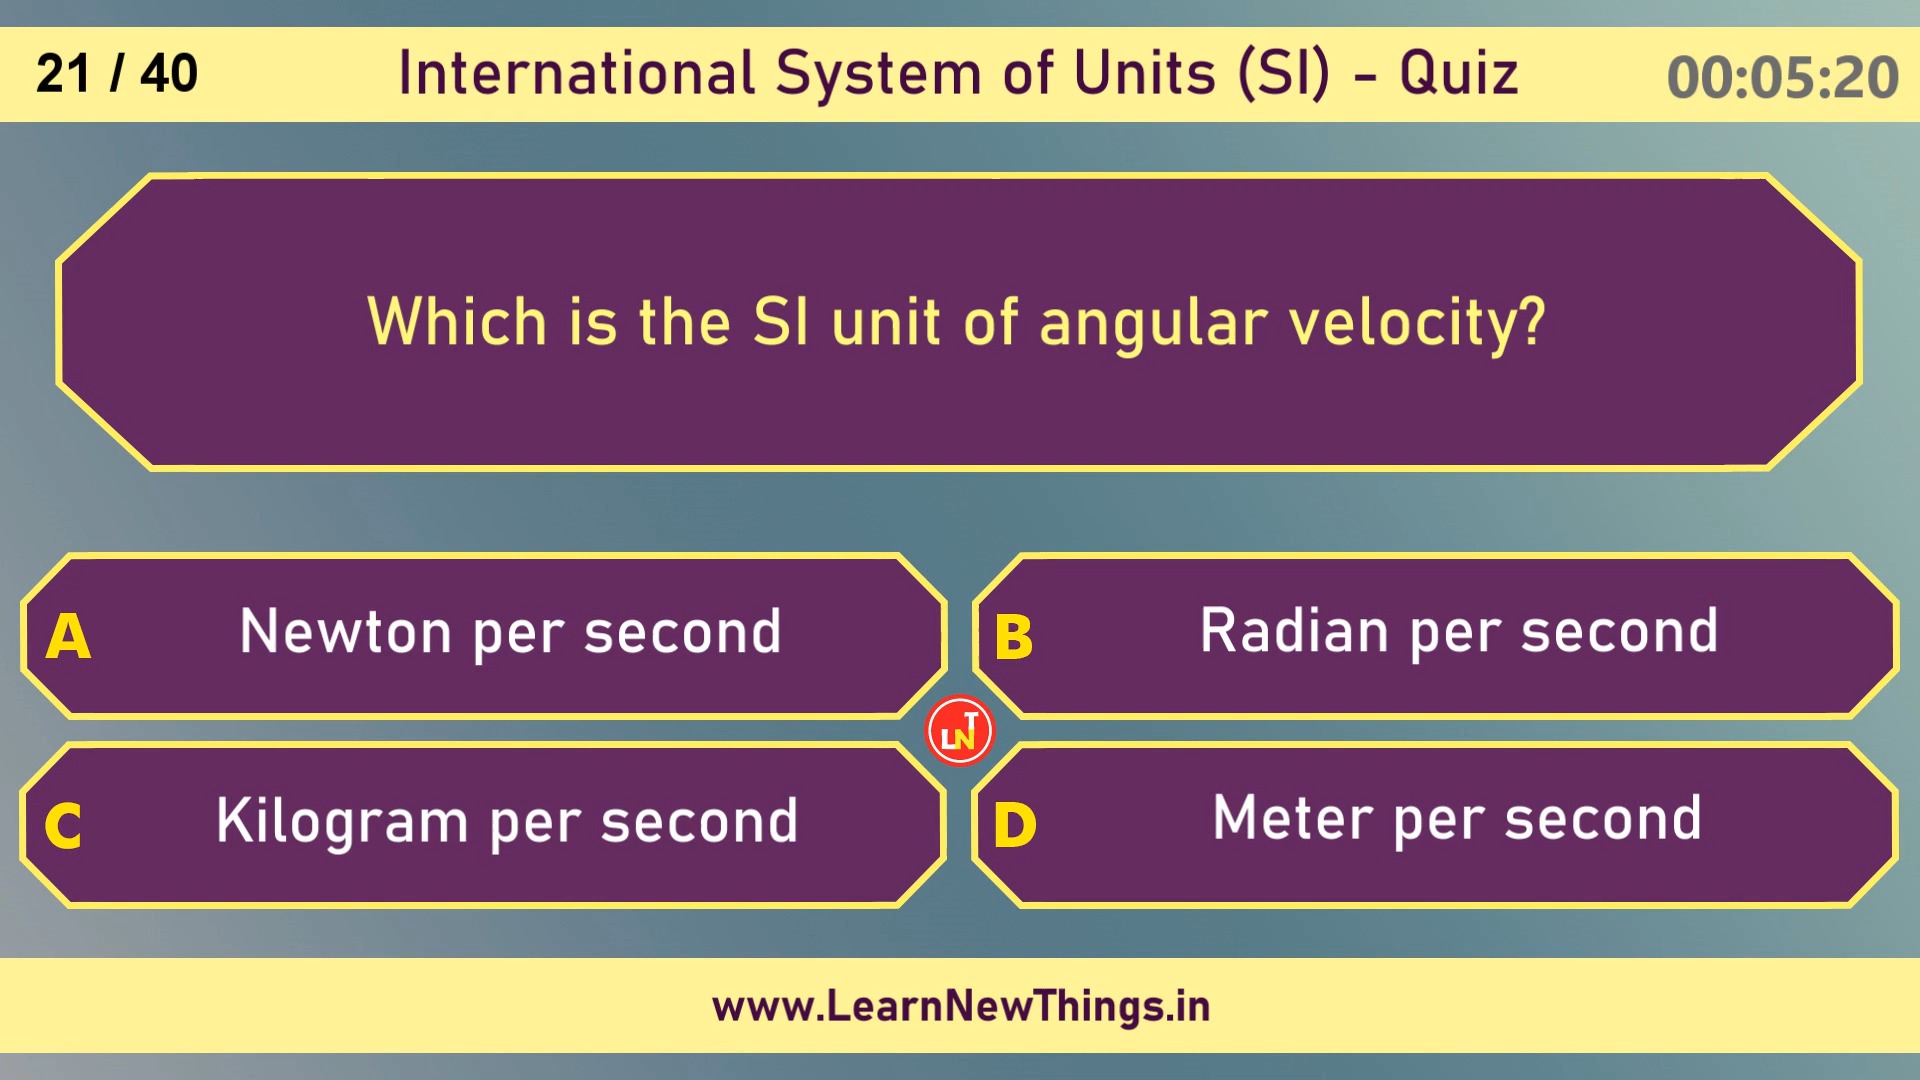 21 / 40
International System of Units (SI) - Quiz
00:05:20
Which is the SI unit of angular velocity?
A Newton per second
B Radian per second
LNT
C Kilogram per second
D Meter per second
www.LearnNewThings.in